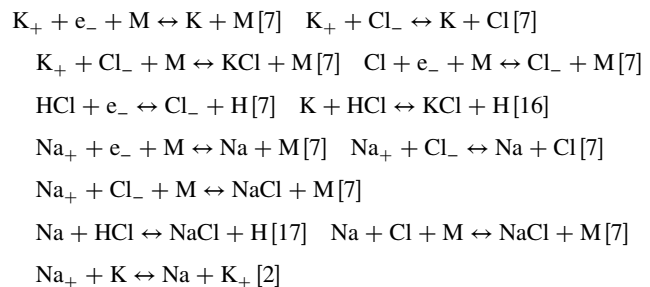 K₊ + e₋ + M ↔ K + M [7] K₊ + Cl₋ ↔ K + Cl [7]
K₊ + Cl₋ + M ↔ KCl + M [7] Cl + e₋ + M ↔ Cl₋ + M [7]
HCl + e₋ ↔ Cl₋ + H [7] K + HCl ↔ KCl + H [16]
Na₊ + e₋ + M ↔ Na + M [7] Na₊ + Cl₋ ↔ Na + Cl [7]
Na₊ + Cl₋ + M ↔ NaCl + M [7]
Na + HCl ↔ NaCl + H [17] Na + Cl + M ↔ NaCl + M [7]
Na₊ + K ↔ Na + K₊ [2]